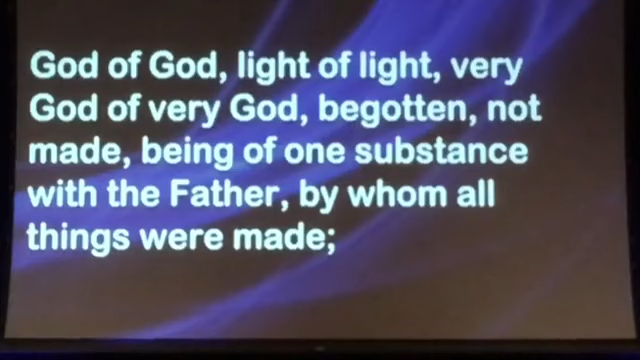 God of God, light of light, very
God of very God, begotten, not
made, being of one substance
with the Father, by whom all
things were made;